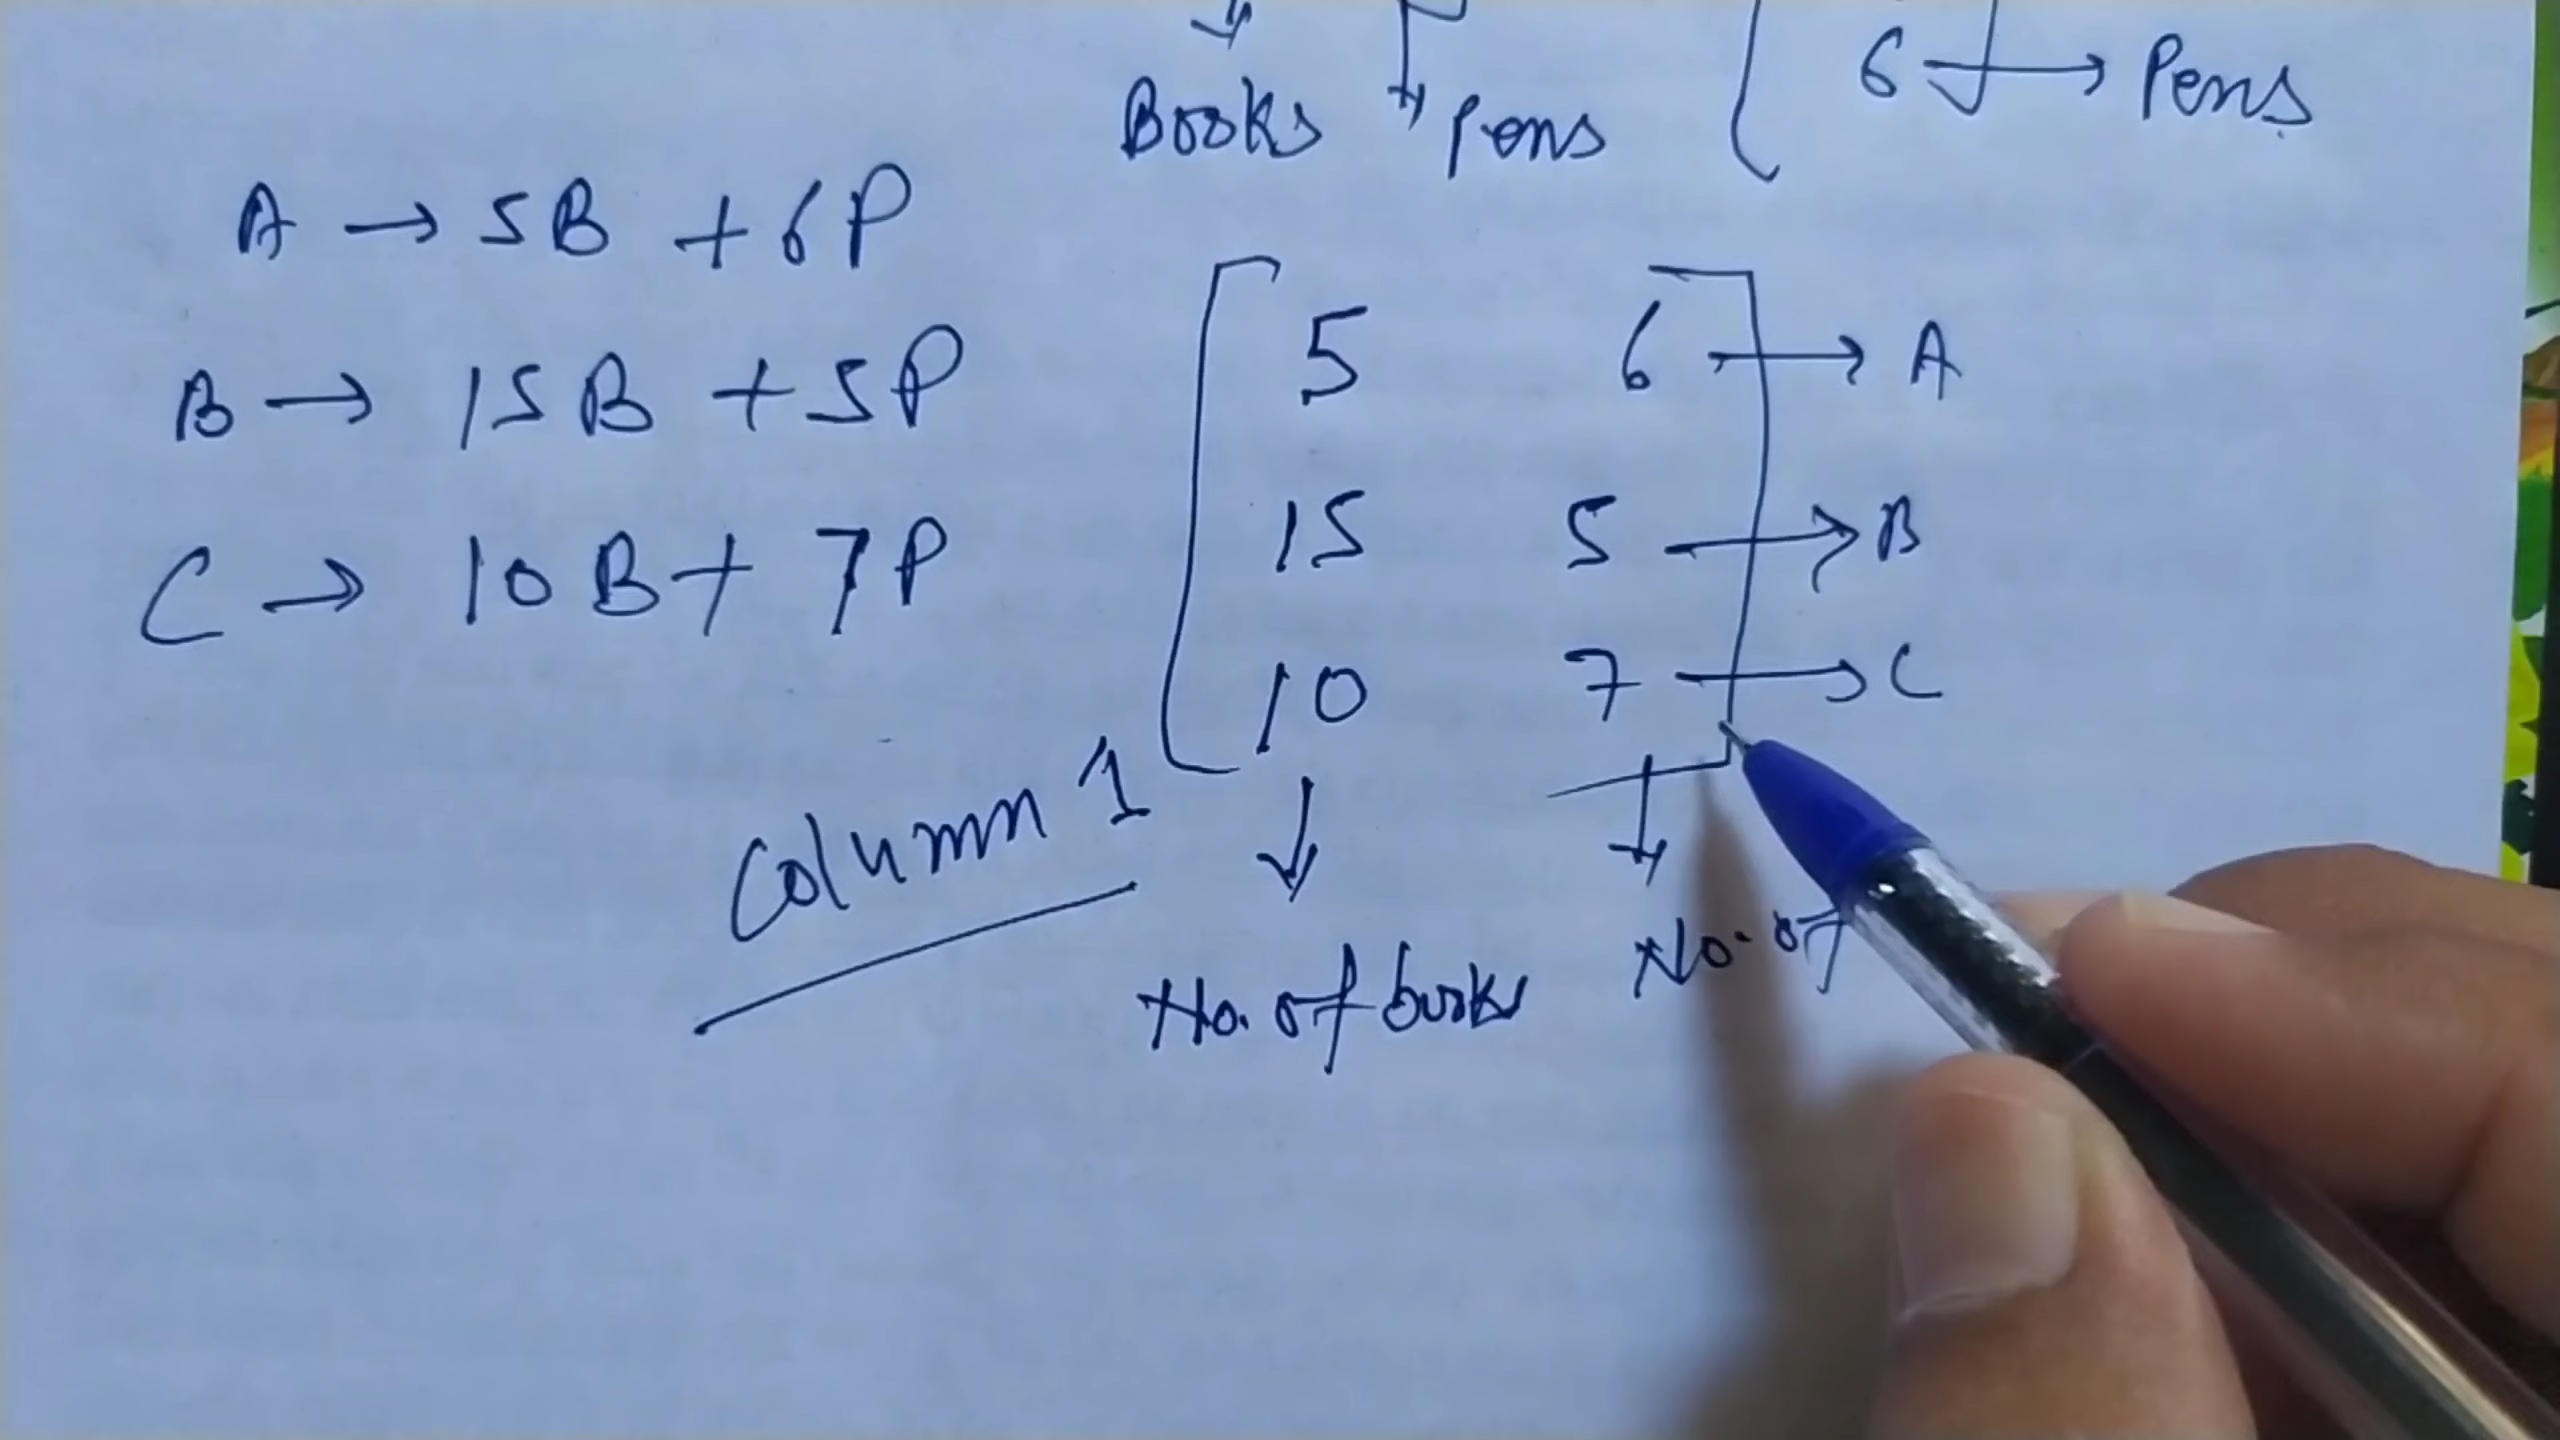 Books Pens
6 → Pens
A → 5B + 6P
B → 15B + 5P
C → 10B + 7P
5 6 → A
15 5 → B
10 7 → C
Column 1
No. of books
No. of